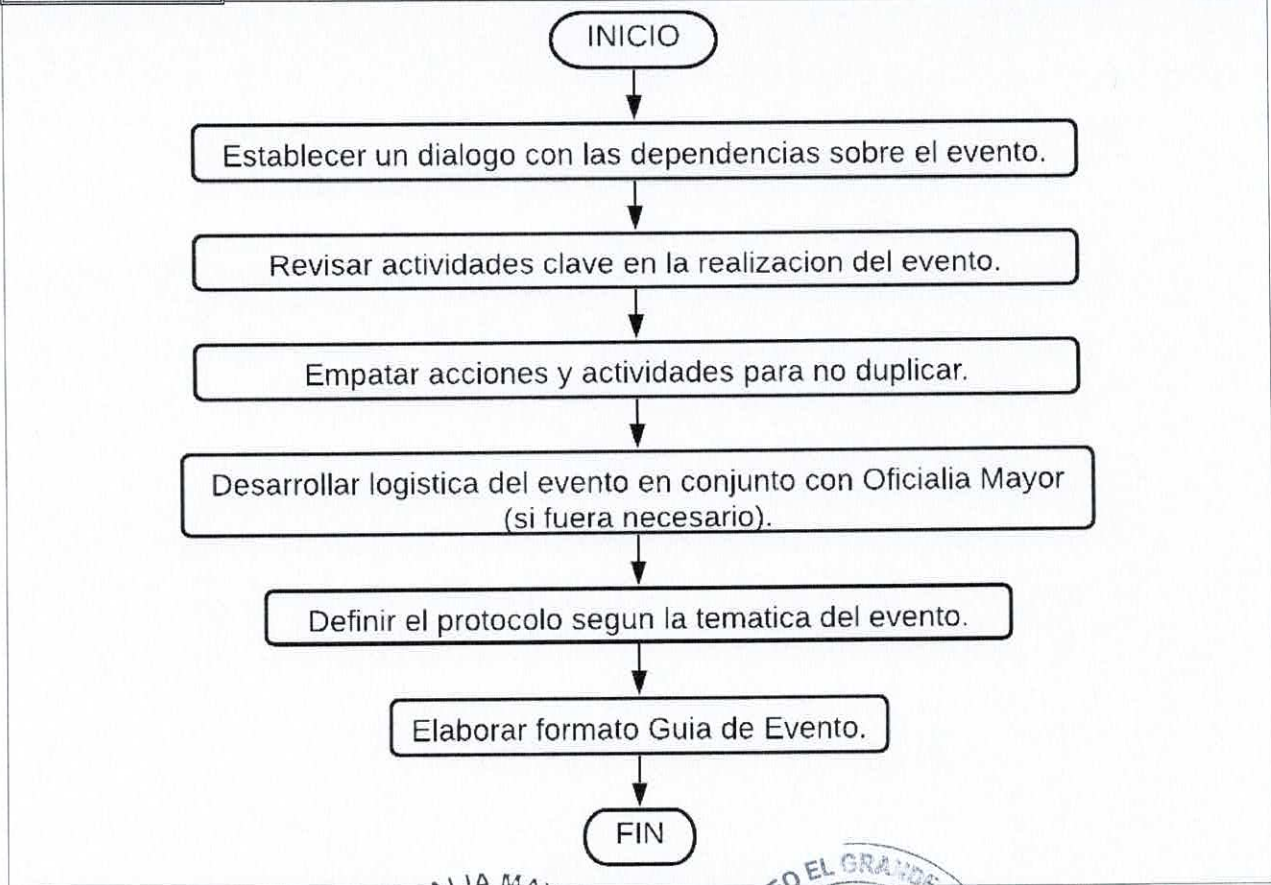 INICIO
Establecer un dialogo con las dependencias sobre el evento.
Revisar actividades clave en la realizacion del evento.
Empatar acciones y actividades para no duplicar.
Desarrollar logistica del evento en conjunto con Oficialia Mayor
(si fuera necesario).
Definir el protocolo segun la tematica del evento.
Elaborar formato Guia de Evento.
FIN
EL GRANDE